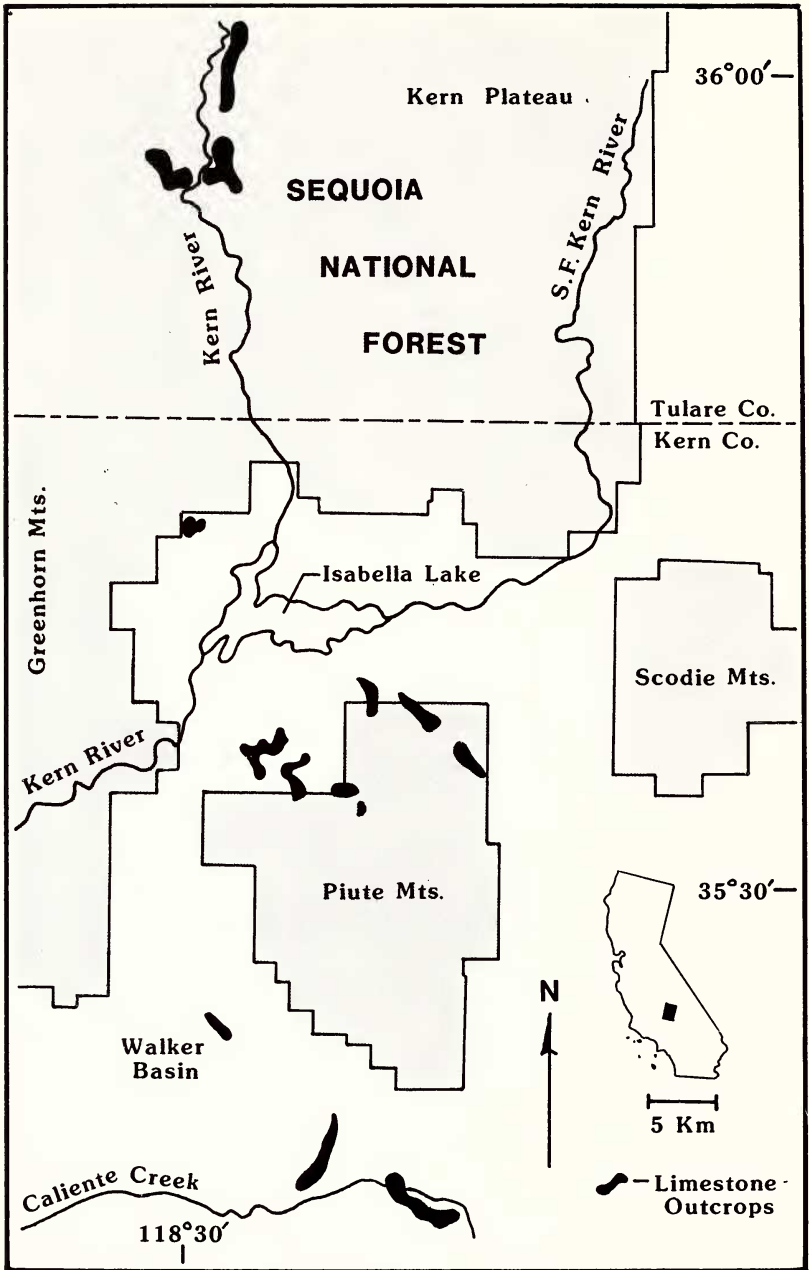 36°00′
Kern Plateau
S.F. Kern River
SEQUOIA
NATIONAL
FOREST
Kern River
Tulare Co.
Kern Co.
Greenhorn Mts.
Isabella Lake
Scodie Mts.
Kern River
Piute Mts.
35°30′
N
Walker
Basin
5 Km
Caliente Creek
Limestone
Outcrops
118°30′